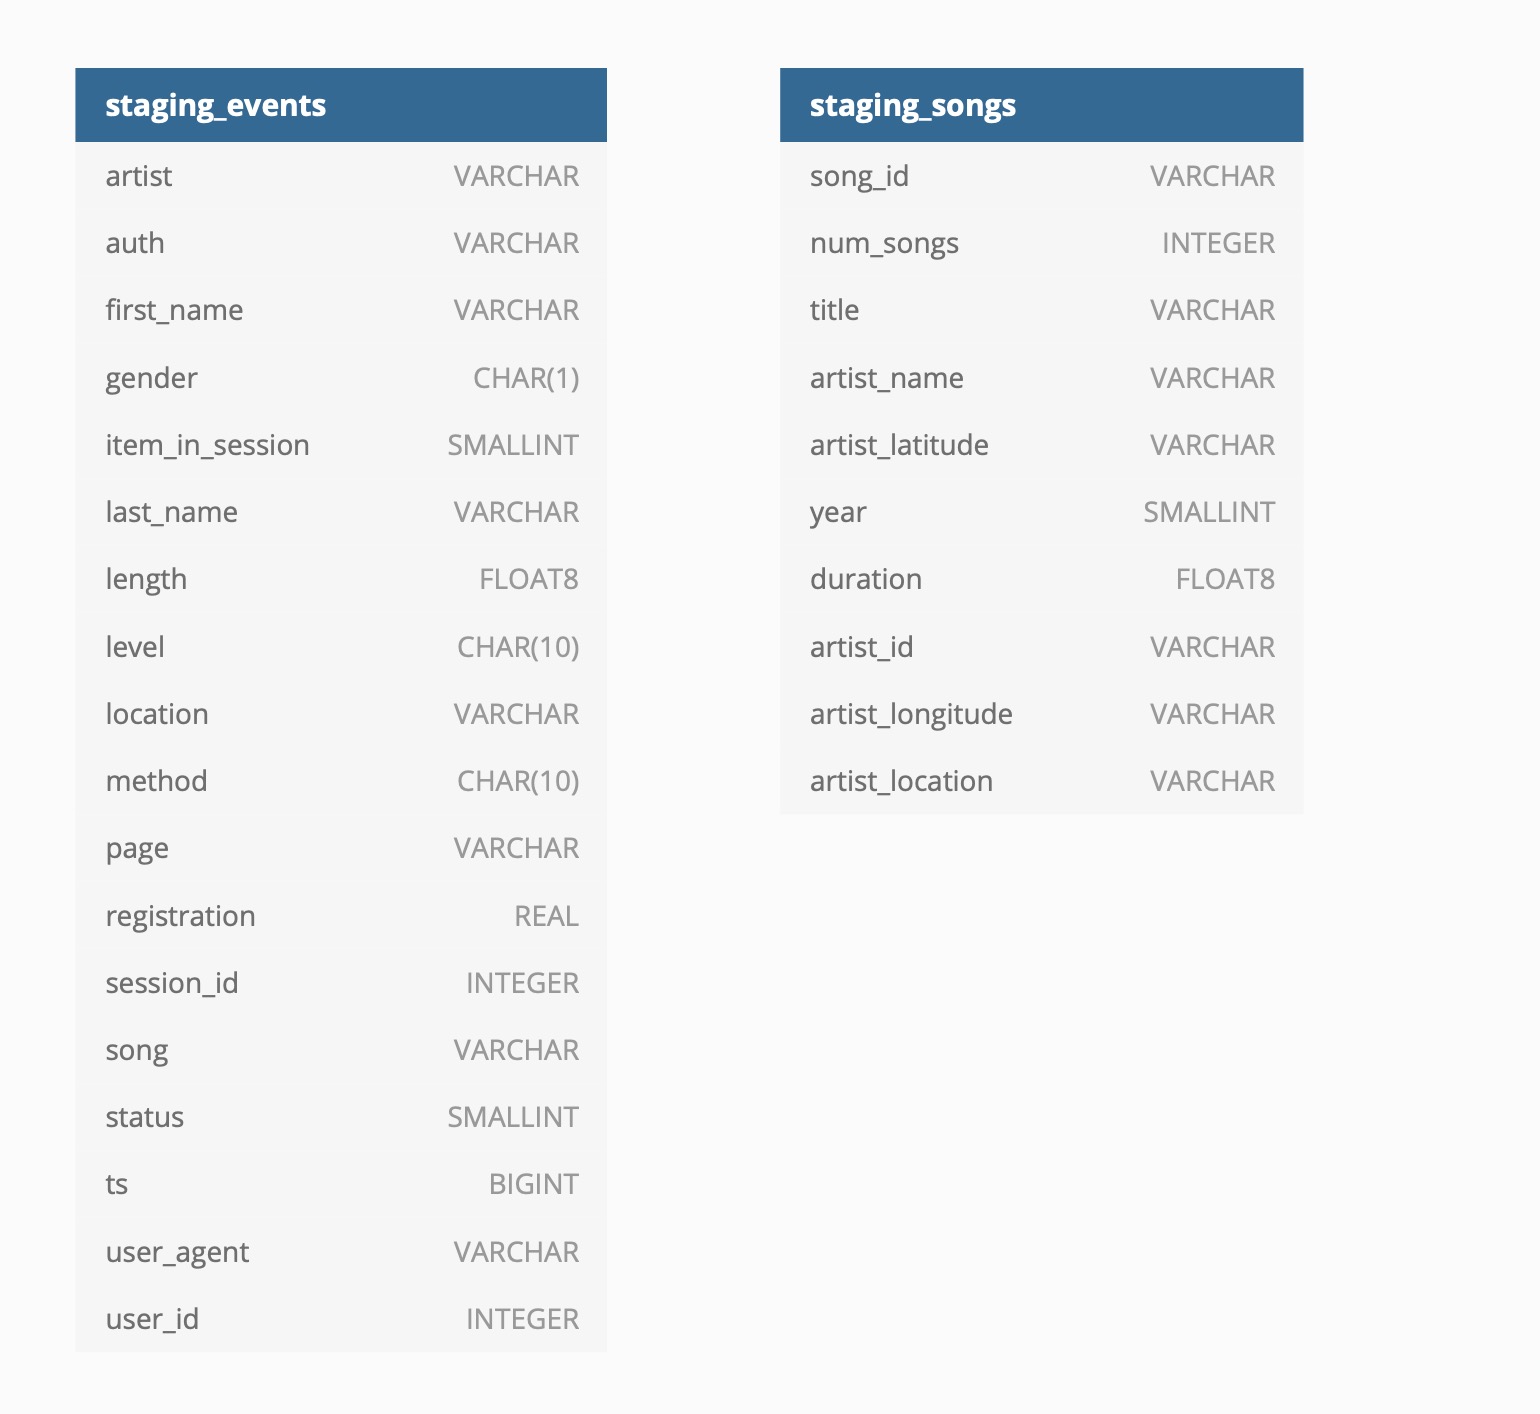 staging_events
artist VARCHAR
auth VARCHAR
first_name VARCHAR
gender CHAR(1)
item_in_session SMALLINT
last_name VARCHAR
length FLOAT8
level CHAR(10)
location VARCHAR
method CHAR(10)
page VARCHAR
registration REAL
session_id INTEGER
song VARCHAR
status SMALLINT
ts BIGINT
user_agent VARCHAR
user_id INTEGER
staging_songs
song_id VARCHAR
num_songs INTEGER
title VARCHAR
artist_name VARCHAR
artist_latitude VARCHAR
year SMALLINT
duration FLOAT8
artist_id VARCHAR
artist_longitude VARCHAR
artist_location VARCHAR